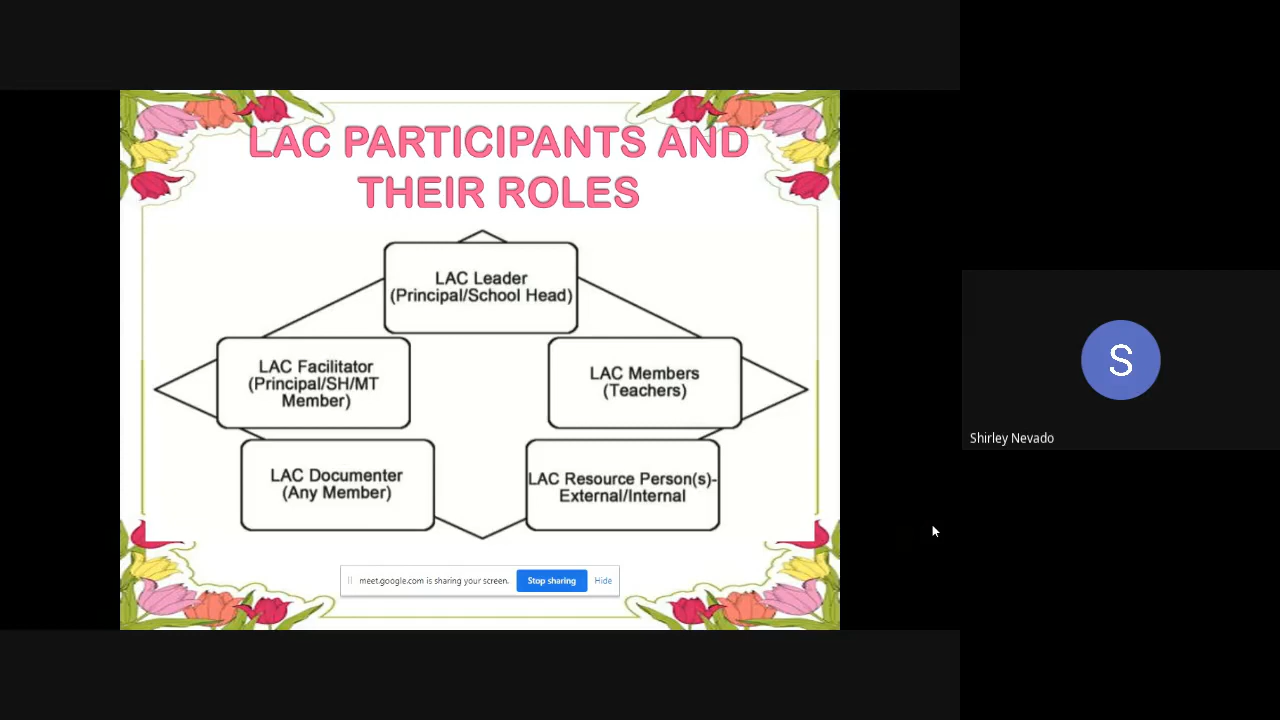 LAC PARTICIPANTS AND
THEIR ROLES
LAC Leader
(Principal/School Head)
LAC Facilitator
(Principal/SH/MT
Member)
LAC Members
(Teachers)
LAC Documenter
(Any Member)
LAC Resource Person(s)-
External/Internal
meet.google.com is sharing your screen.
Stop sharing
Hide
S
Shirley Nevado